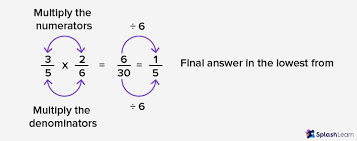 Multiply the
numerators
÷ 6
3/5 x 2/6 = 6/30 = 1/5
Final answer in the lowest from
Multiply the
denominators
÷ 6
SplashLearn